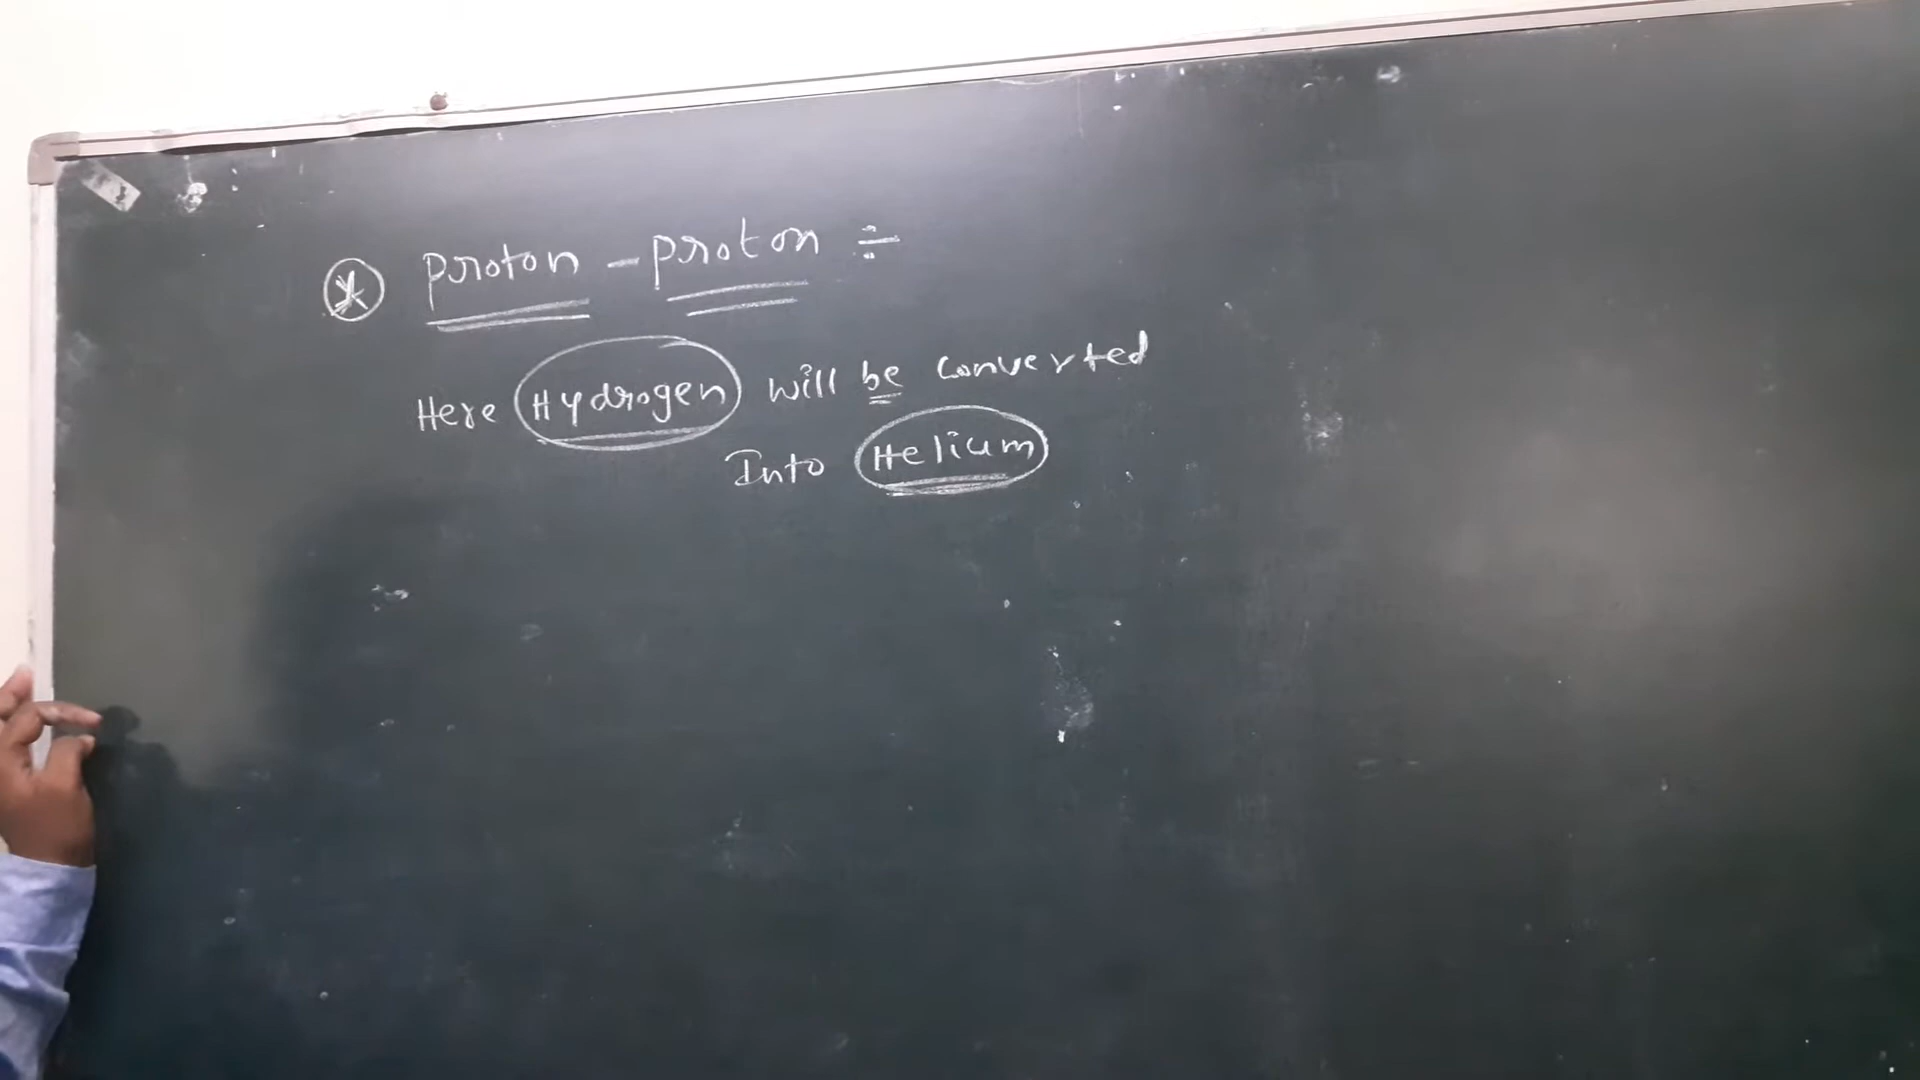 * Proton - Proton :-
Here Hydrogen will be converted
Into Helium